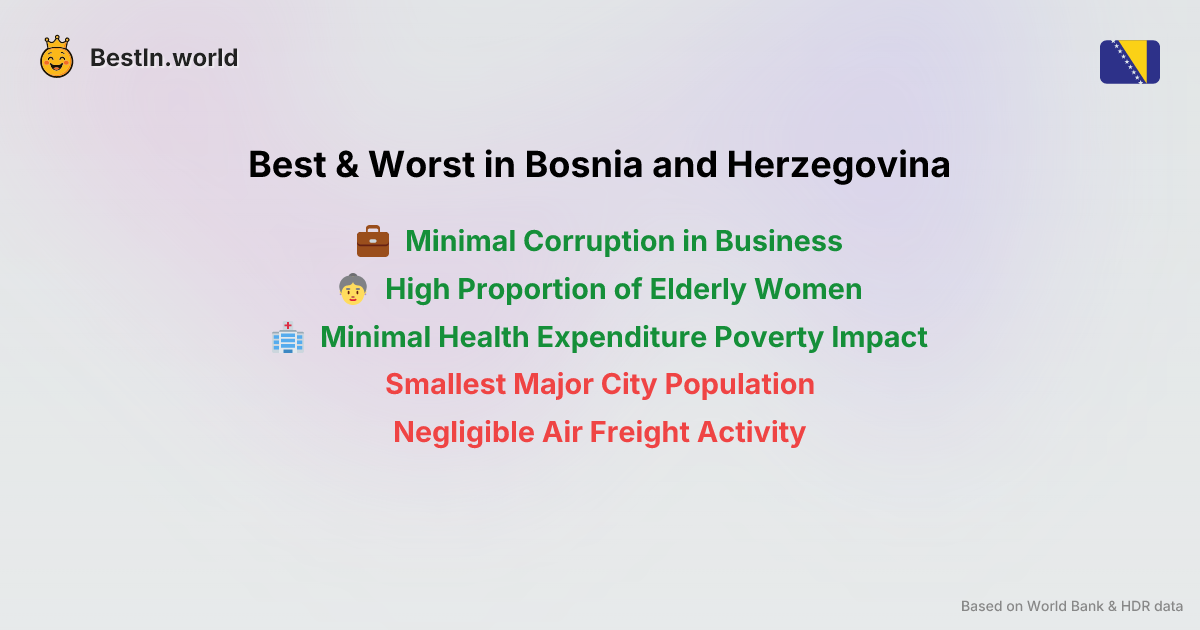 BestIn.world
Best & Worst in Bosnia and Herzegovina
Minimal Corruption in Business
High Proportion of Elderly Women
Minimal Health Expenditure Poverty Impact
Smallest Major City Population
Negligible Air Freight Activity
Based on World Bank & HDR data